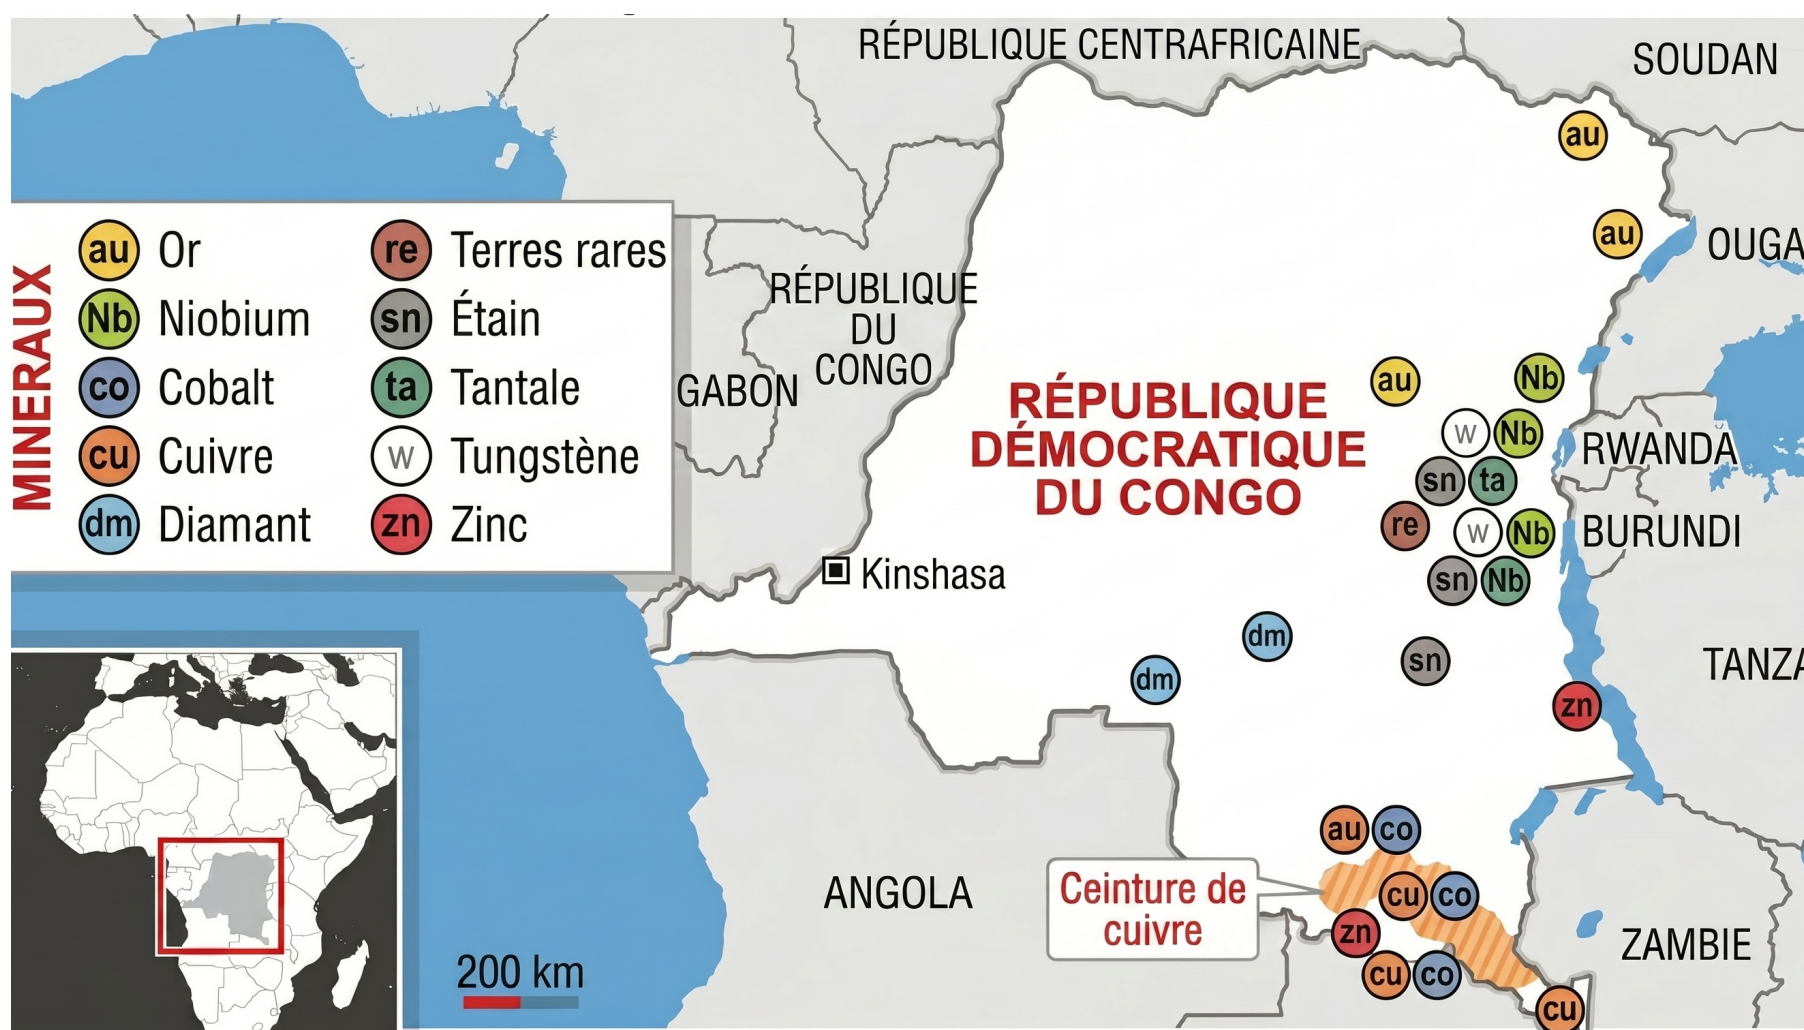 RÉPUBLIQUE CENTRAFRICAINE
SOUDAN
au
au
OUGA
MINERAUX
au Or
Nb Niobium
co Cobalt
cu Cuivre
dm Diamant
re Terres rares
sn Étain
ta Tantale
w Tungstène
zn Zinc
RÉPUBLIQUE
DU
CONGO
GABON
RÉPUBLIQUE
DÉMOCRATIQUE
DU CONGO
au
Nb
w Nb
sn ta
re
w Nb
sn Nb
RWANDA
BURUNDI
Kinshasa
dm
dm
sn
zn
TANZA
au co
cu co
zn
cu co
cu
Ceinture de
cuivre
ANGOLA
ZAMBIE
200 km